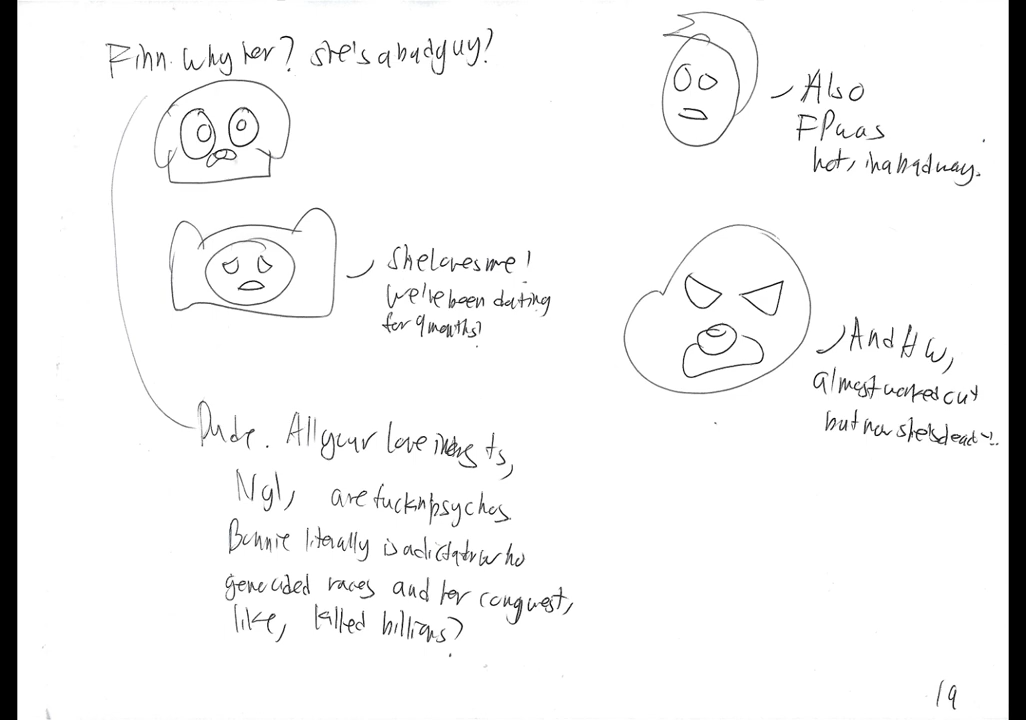 Finn. Why her? she's a bad guy?
She loves me!
We've been dating
for 9 months?
Dude. All your love interests,
Ngl, are fuckn psychos
Bonnie literally is a dictator who
genocided races and her conquest,
like, killed billions?
Also
FP was
hot, in a bad way.
And HW,
almost worked out
but now she's dead
19